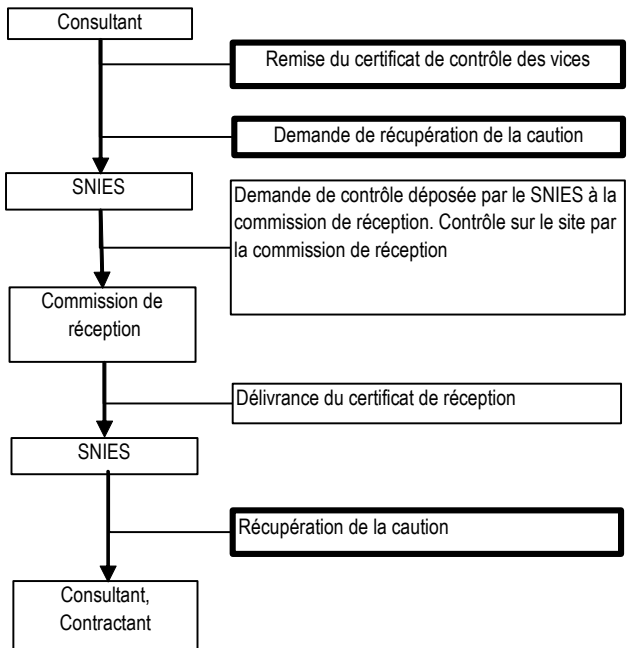 Consultant
Remise du certificat de contrôle des vices
Demande de récupération de la caution
SNIES
Demande de contrôle déposée par le SNIES à la
commission de réception. Contrôle sur le site par
la commission de réception
Commission de
réception
Délivrance du certificat de réception
SNIES
Récupération de la caution
Consultant,
Contractant